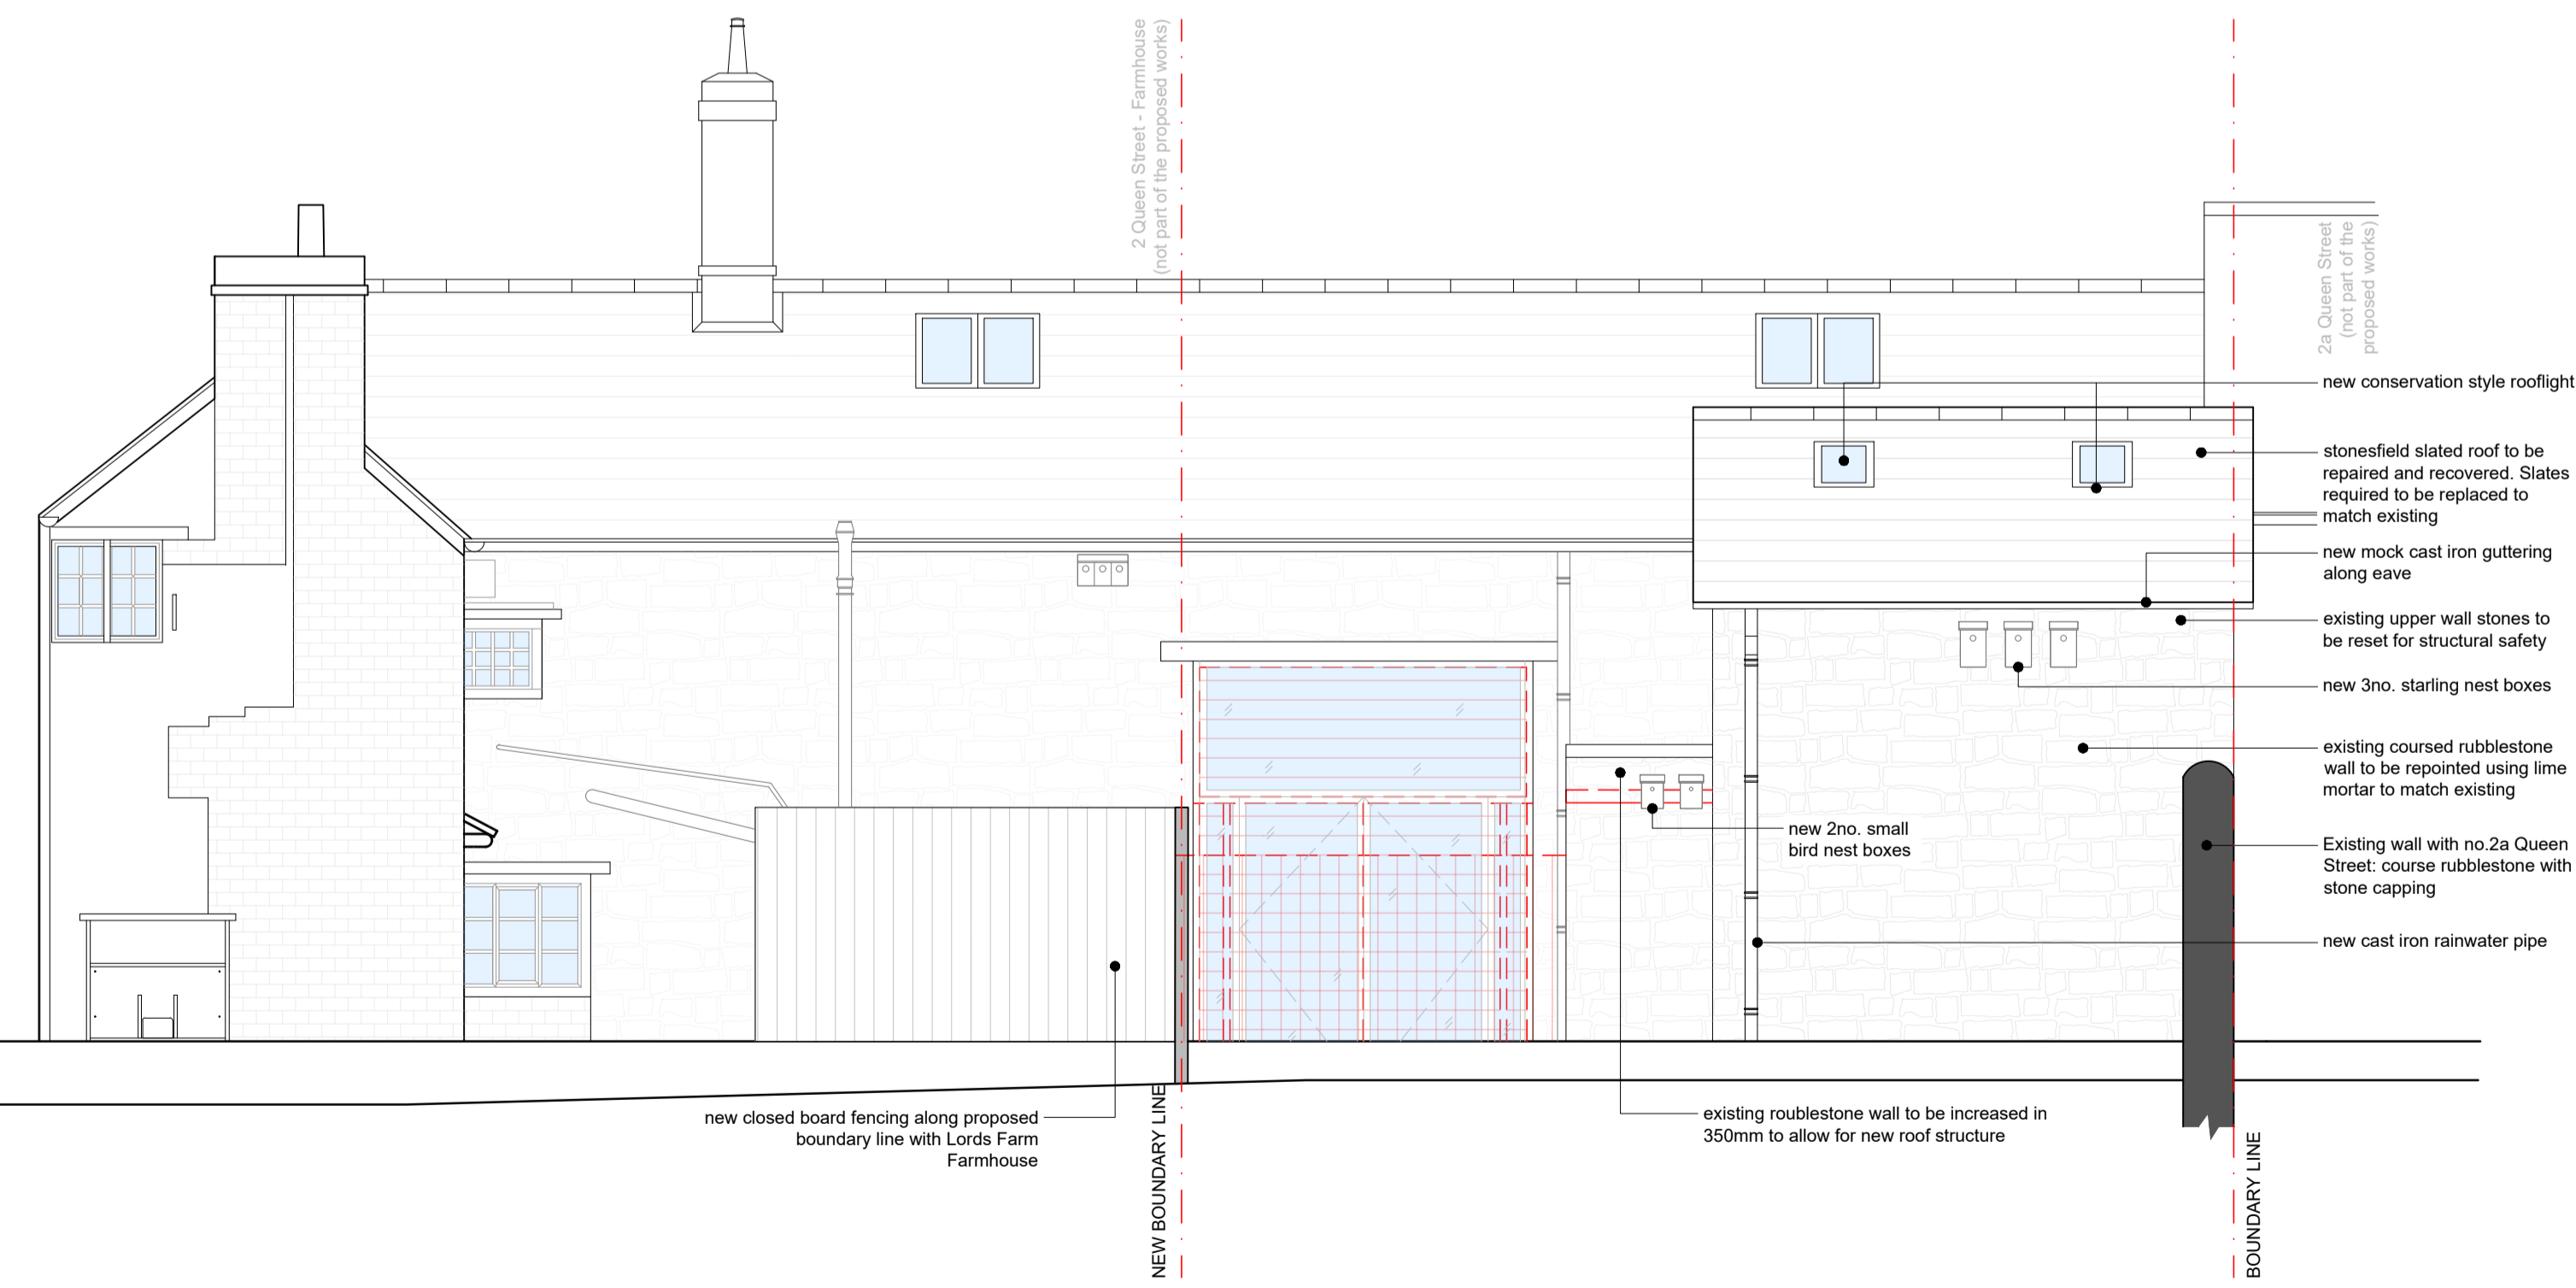 2 Queen Street - Farmhouse
(not part of the proposed works)
2a Queen Street
(not part of the
proposed works)
new conservation style rooflight
stonesfield slated roof to be
repaired and recovered. Slates
required to be replaced to
match existing
new mock cast iron guttering
along eave
existing upper wall stones to
be reset for structural safety
new 3no. starling nest boxes
existing coursed rubblestone
wall to be repointed using lime
mortar to match existing
new 2no. small
bird nest boxes
Existing wall with no.2a Queen
Street: course rubblestone with
stone capping
new cast iron rainwater pipe
new closed board fencing along proposed
boundary line with Lords Farm
Farmhouse
existing roublestone wall to be increased in
350mm to allow for new roof structure
NEW BOUNDARY LINE
BOUNDARY LINE